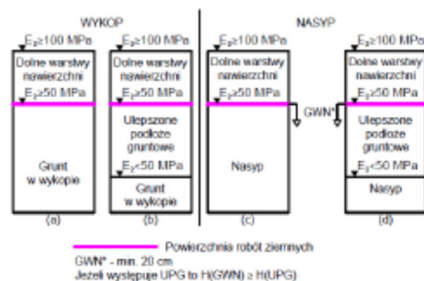 WYKOP
NASYP
E₂≥100 MPa
E₂≥100 MPa
E₂≥100 MPa
E₂≥100 MPa
Dolne warstwy
nawierzchni
Dolne warstwy
nawierzchni
Dolne warstwy
nawierzchni
Dolne warstwy
nawierzchni
E₂≥50 MPa
E₂≥50 MPa
E₂≥50 MPa
E₂≥50 MPa
GWN*
Grunt
w wykopie
Ulepszone
podłoże
gruntowe
E₂<50 MPa
Grunt
w wykopie
Nasyp
Ulepszone
podłoże
gruntowe
E₂<50 MPa
Nasyp
(a)
(b)
(c)
(d)
Powierzchnia robót ziemnych
GWN* - min. 20 cm
Jeżeli występuje UPG to H(GWN) ≥ H(UPG)